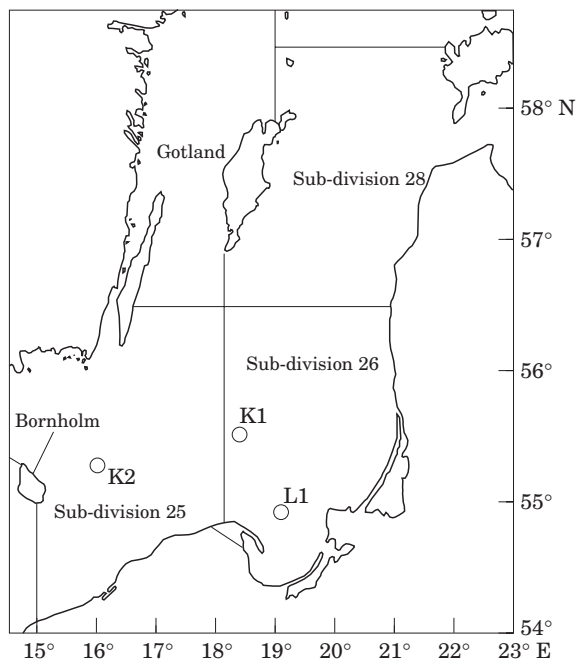 58° N
Gotland
Sub-division 28
57°
56°
Sub-division 26
K1
Bornholm
K2
L1
55°
Sub-division 25
54°
15° 16° 17° 18° 19° 20° 21° 22° 23° E